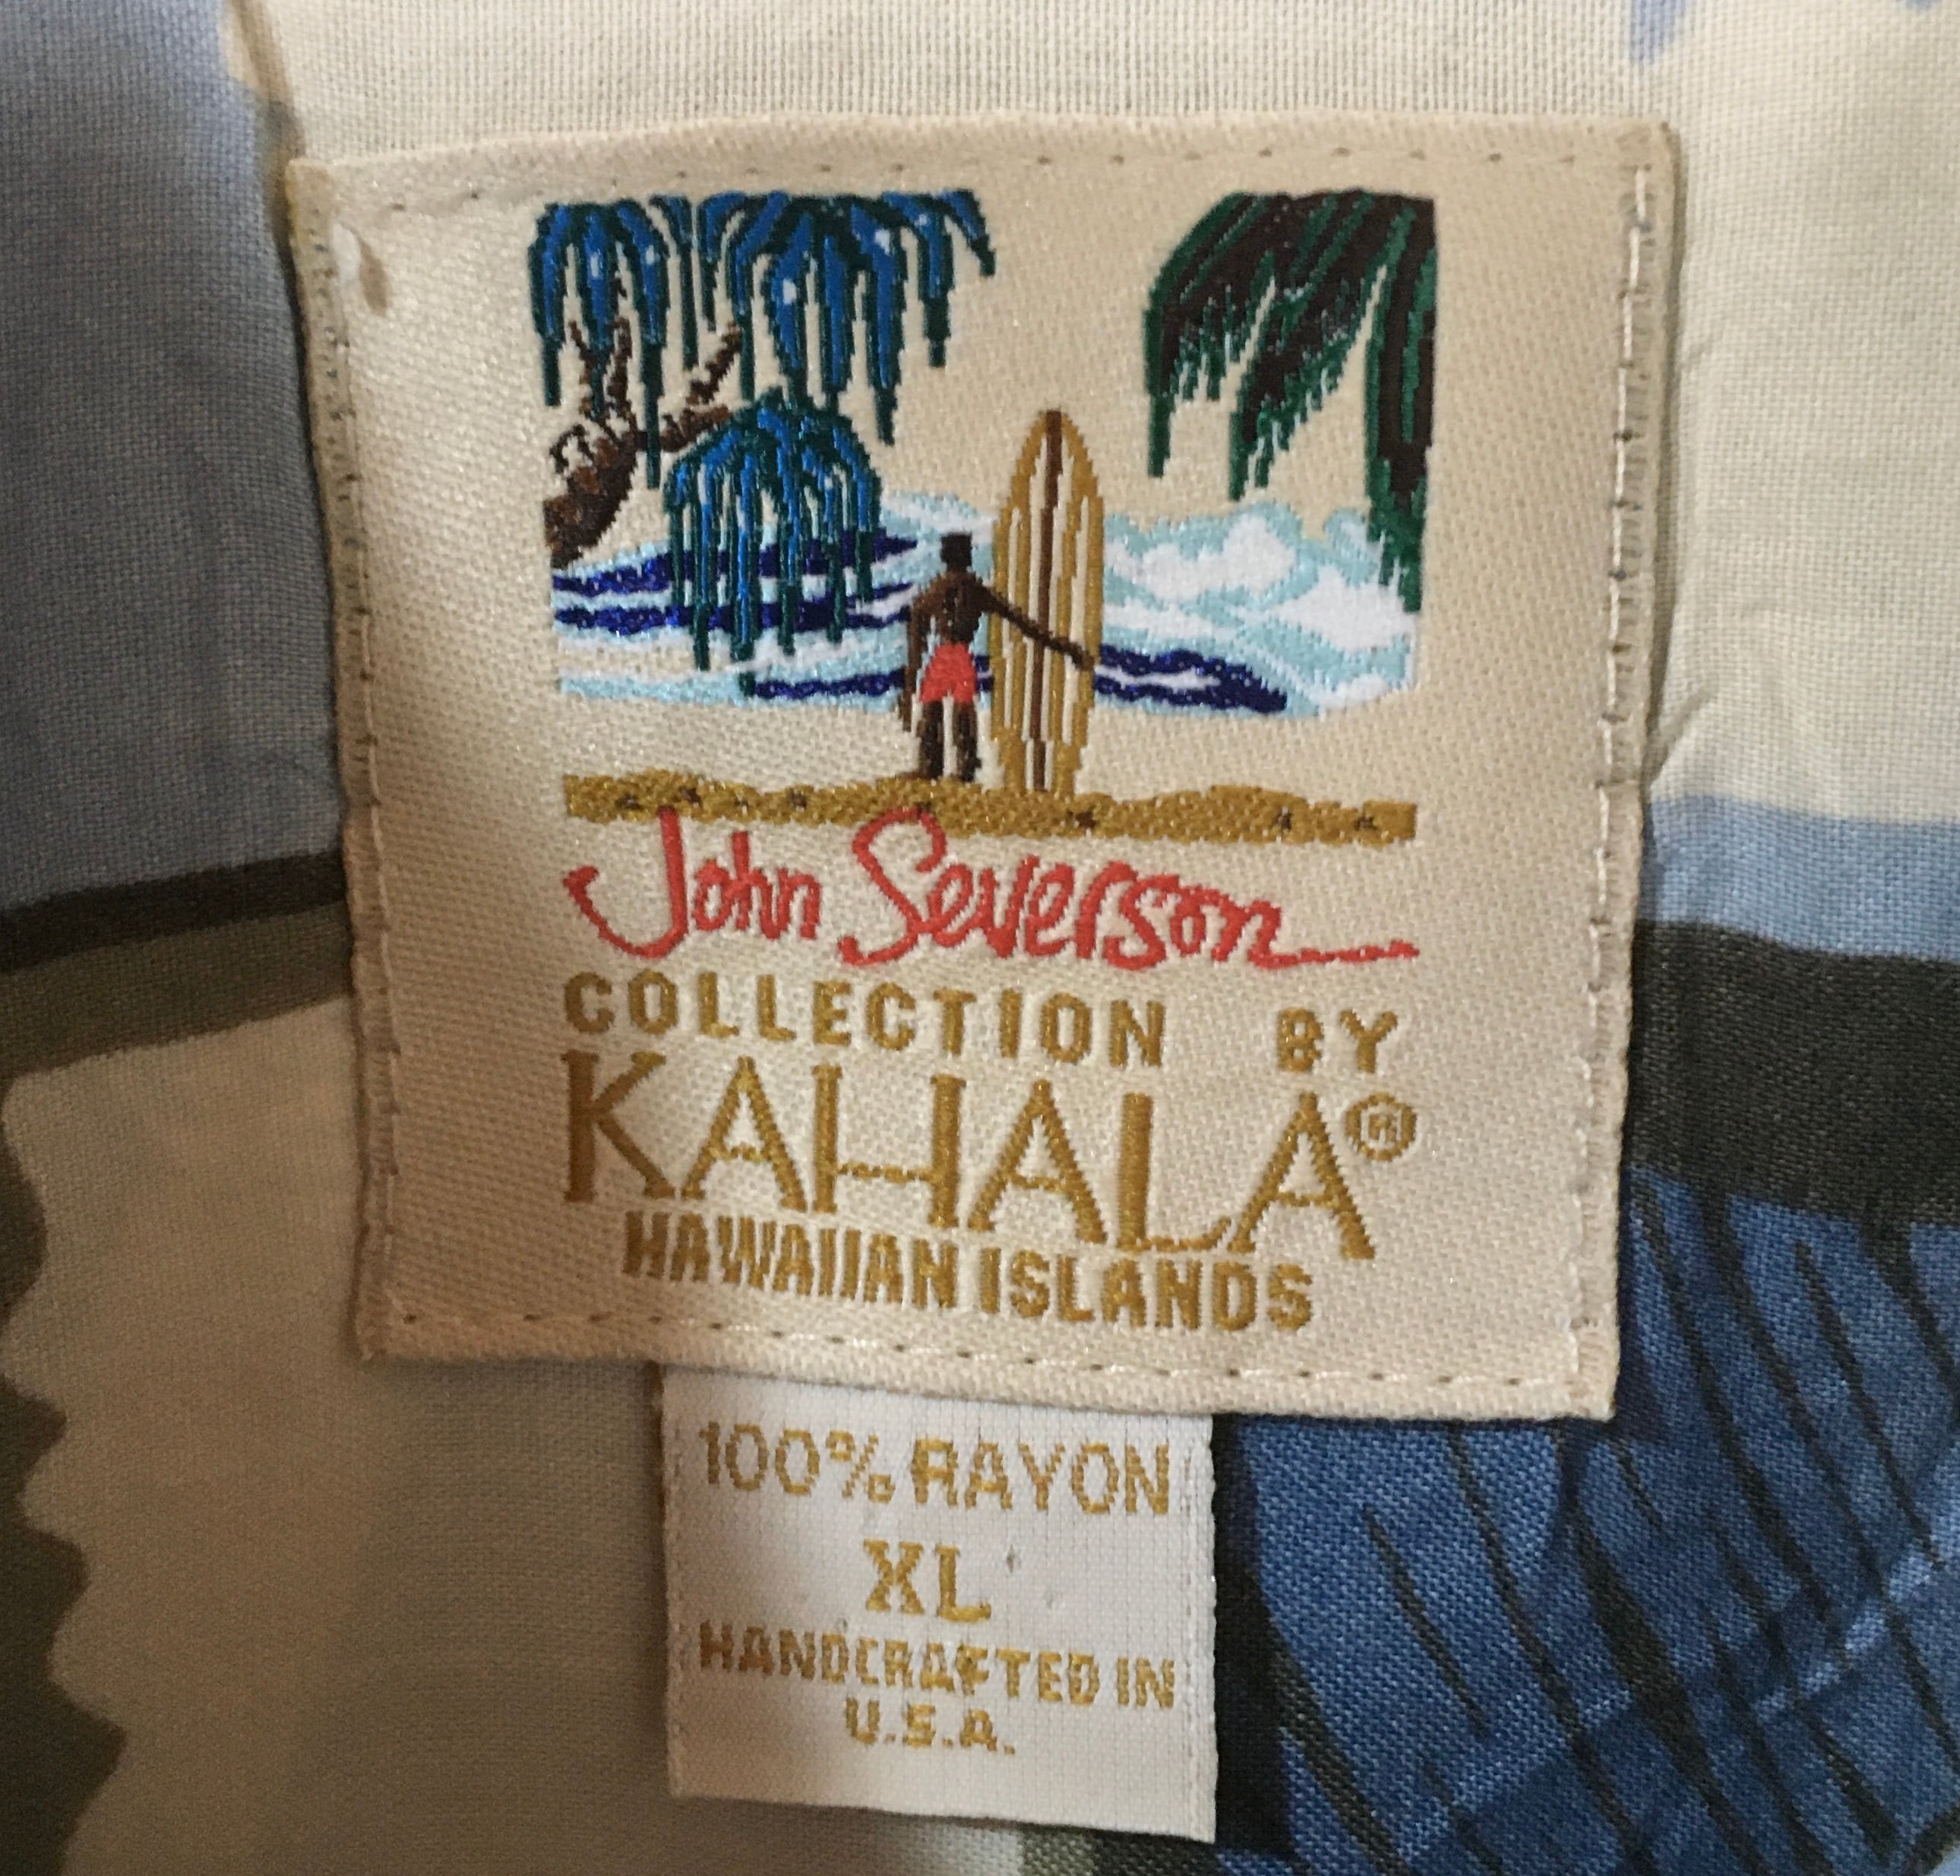 John Severson
COLLECTION BY
KAHALA®
HAWAIIAN ISLANDS
100% RAYON
XL
HANDCRAFTED IN
U.S.A.